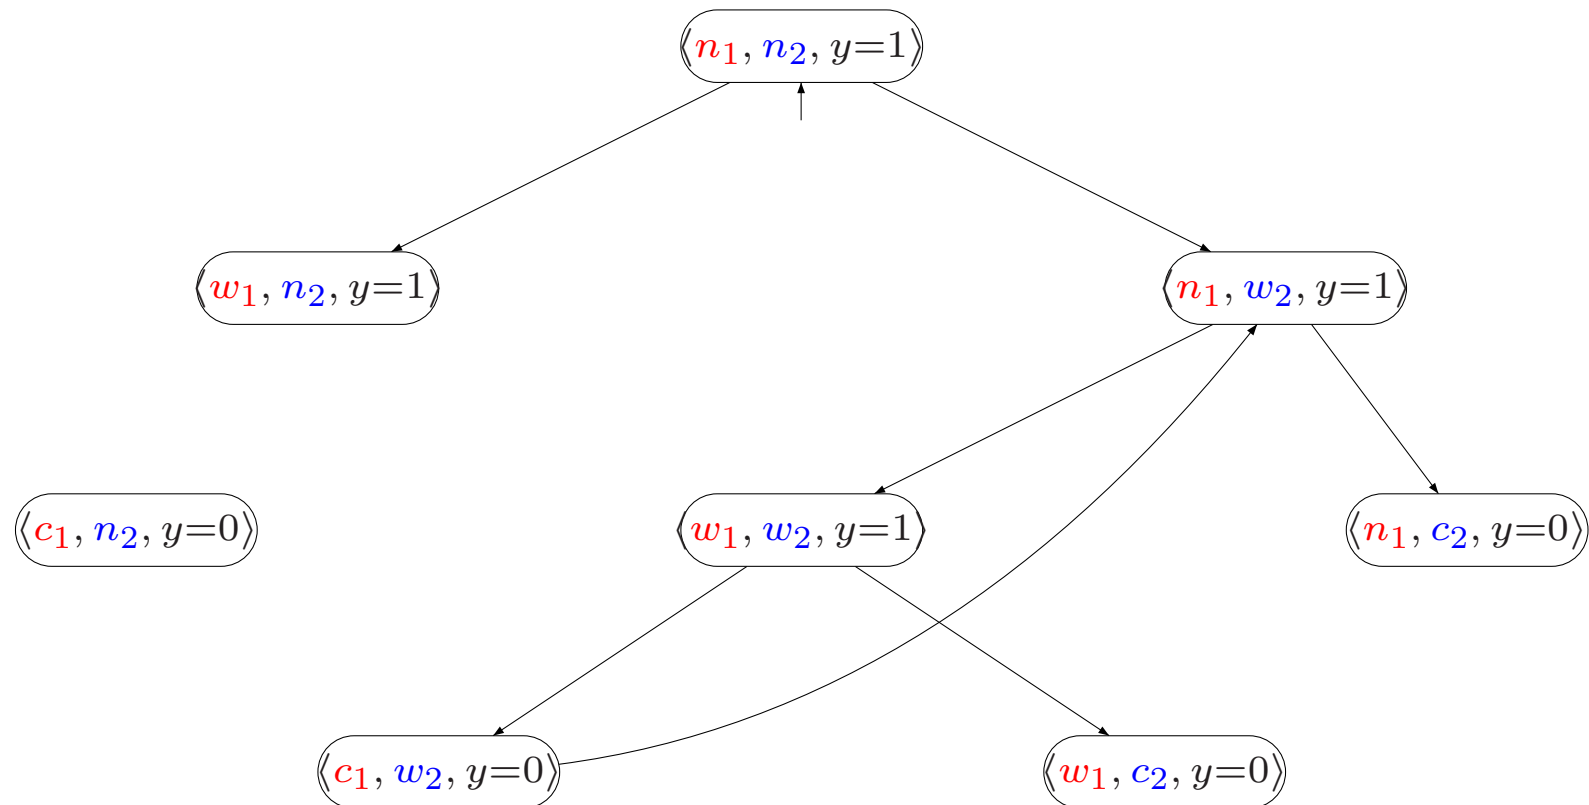 ⟨n₁, n₂, y=1⟩
⟨w₁, n₂, y=1⟩
⟨n₁, w₂, y=1⟩
⟨c₁, n₂, y=0⟩
⟨w₁, w₂, y=1⟩
⟨n₁, c₂, y=0⟩
⟨c₁, w₂, y=0⟩
⟨w₁, c₂, y=0⟩